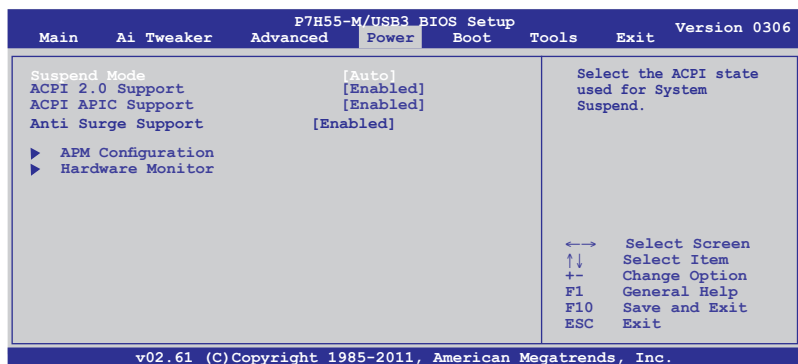 P7H55-M/USB3 BIOS Setup Version 0306
Main Ai Tweaker Advanced Power Boot Tools Exit
Suspend Mode [Auto]
ACPI 2.0 Support [Enabled]
ACPI APIC Support [Enabled]
Anti Surge Support [Enabled]
▶ APM Configuration
▶ Hardware Monitor
Select the ACPI state
used for System
Suspend.
←→ Select Screen
↑↓ Select Item
+- Change Option
F1 General Help
F10 Save and Exit
ESC Exit
v02.61 (C)Copyright 1985-2011, American Megatrends, Inc.